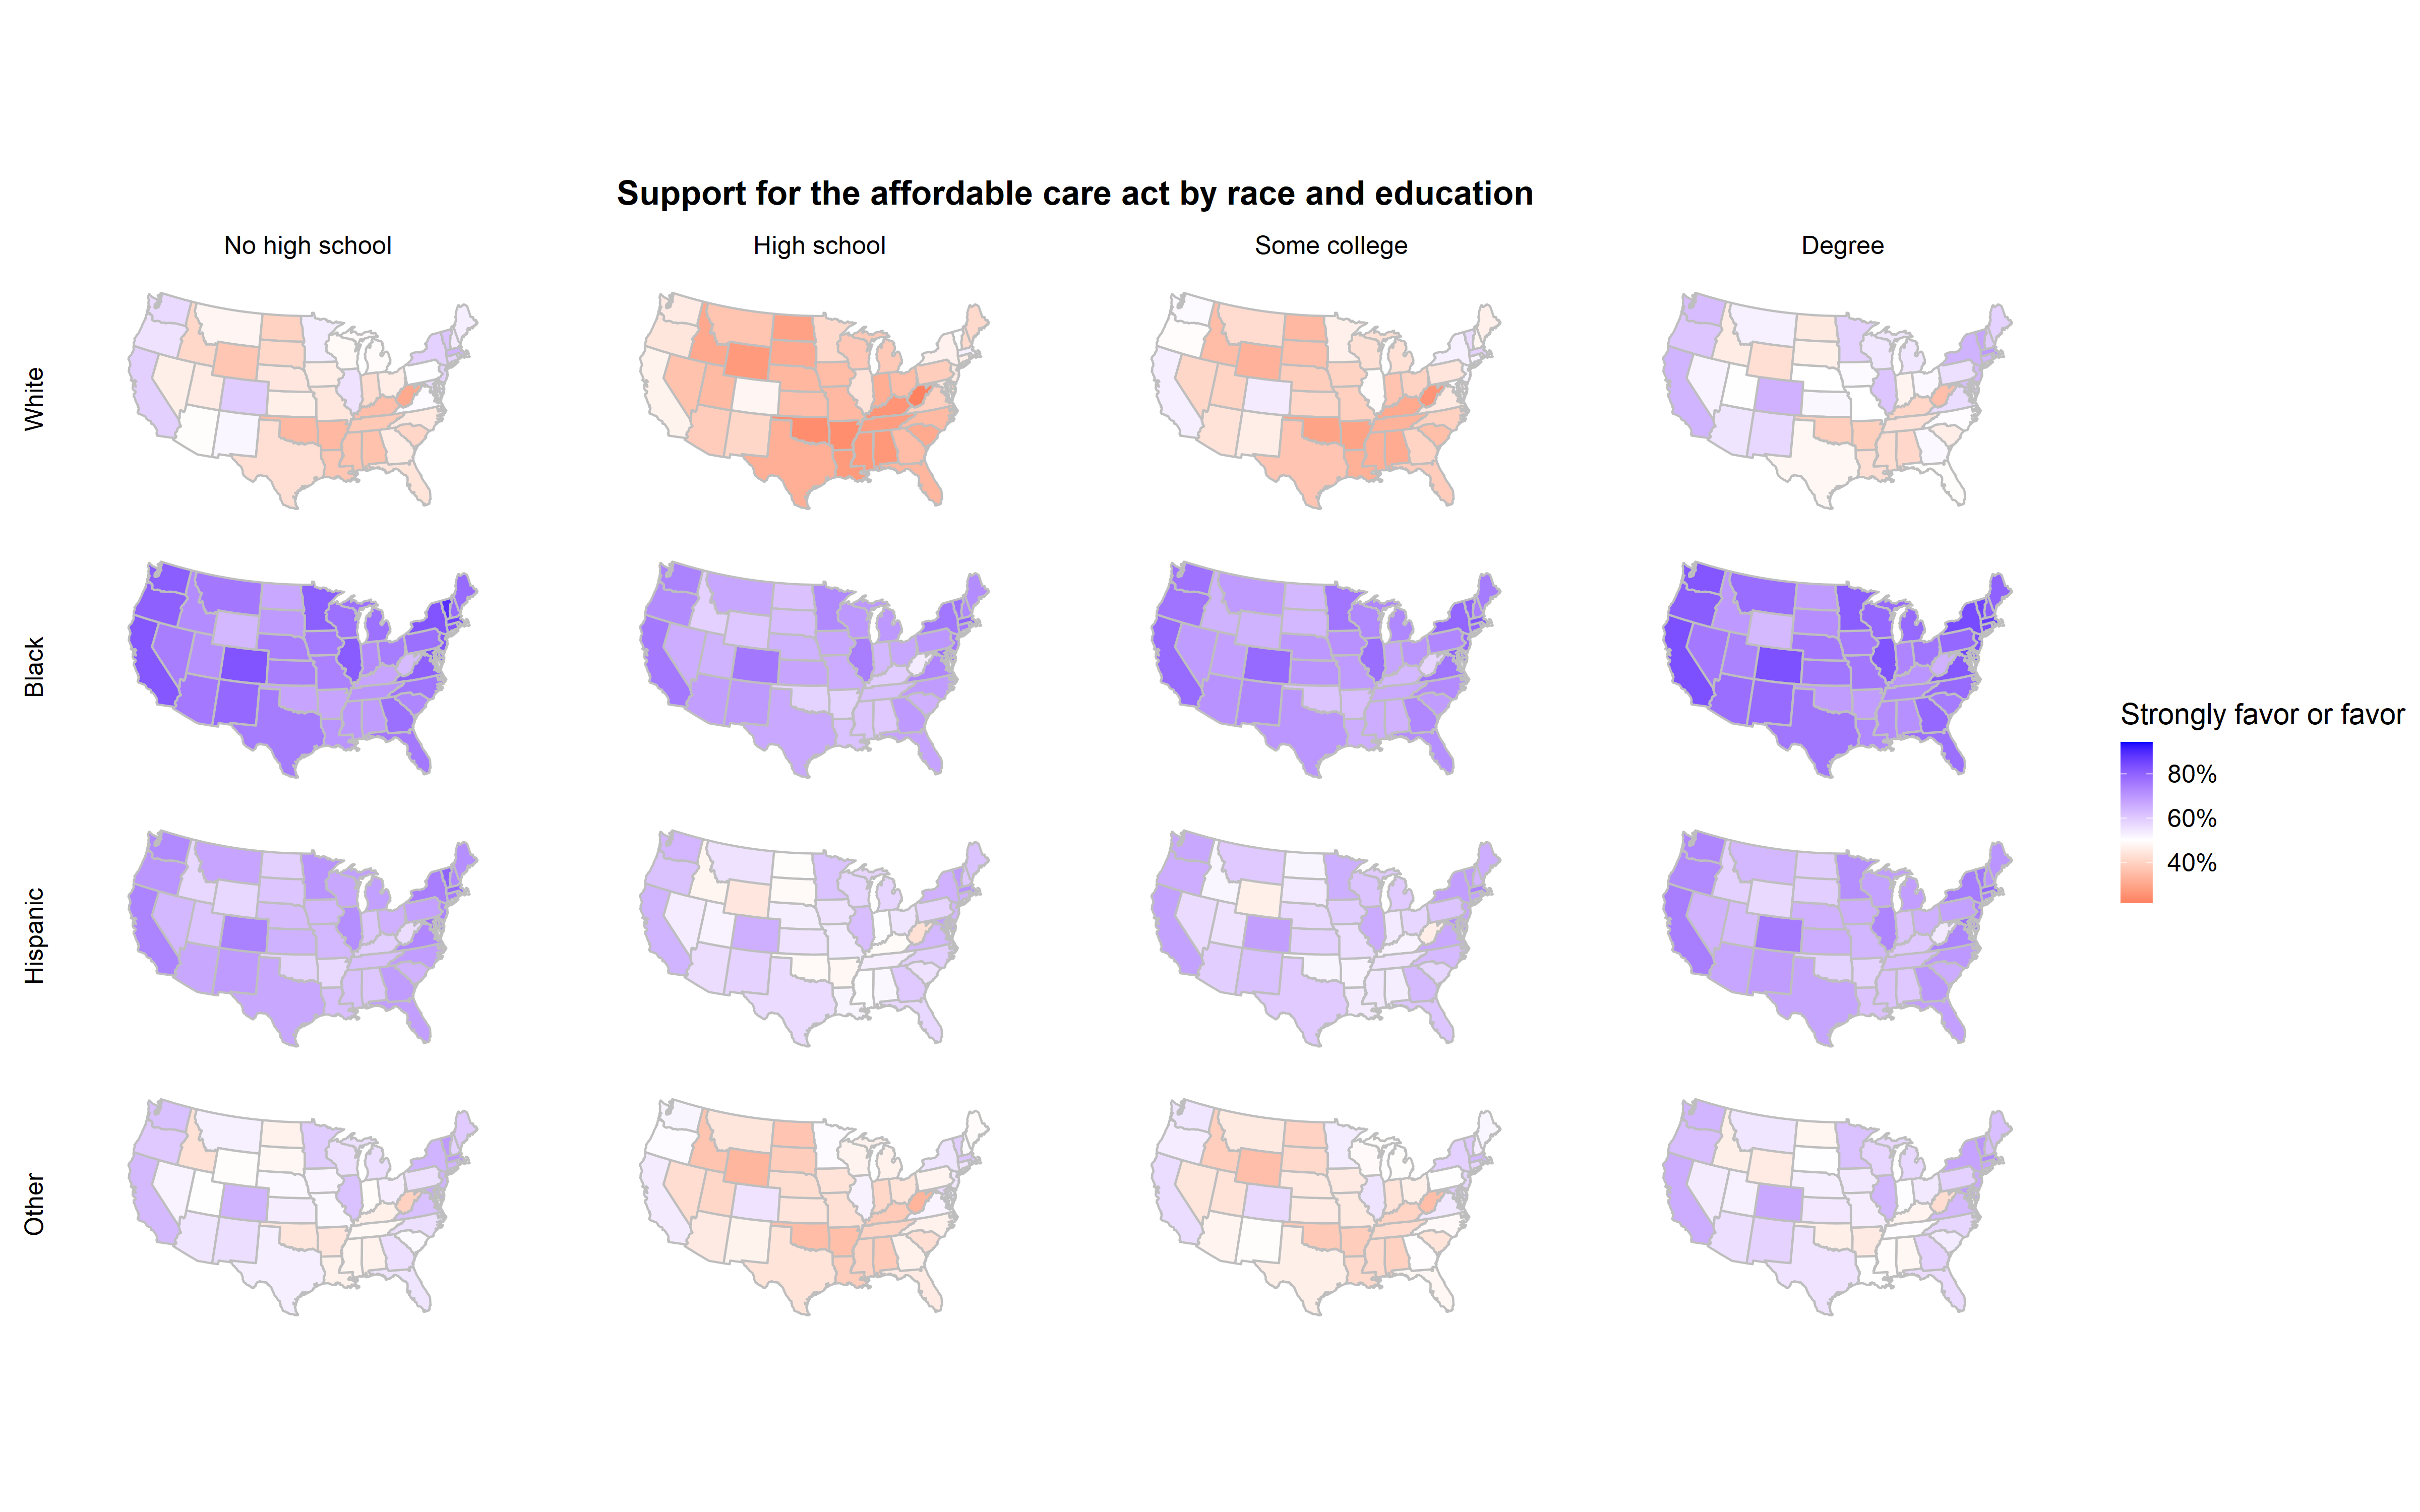 Support for the affordable care act by race and education
No high school
High school
Some college
Degree
White
Black
Hispanic
Other
Strongly favor or favor
80%
60%
40%